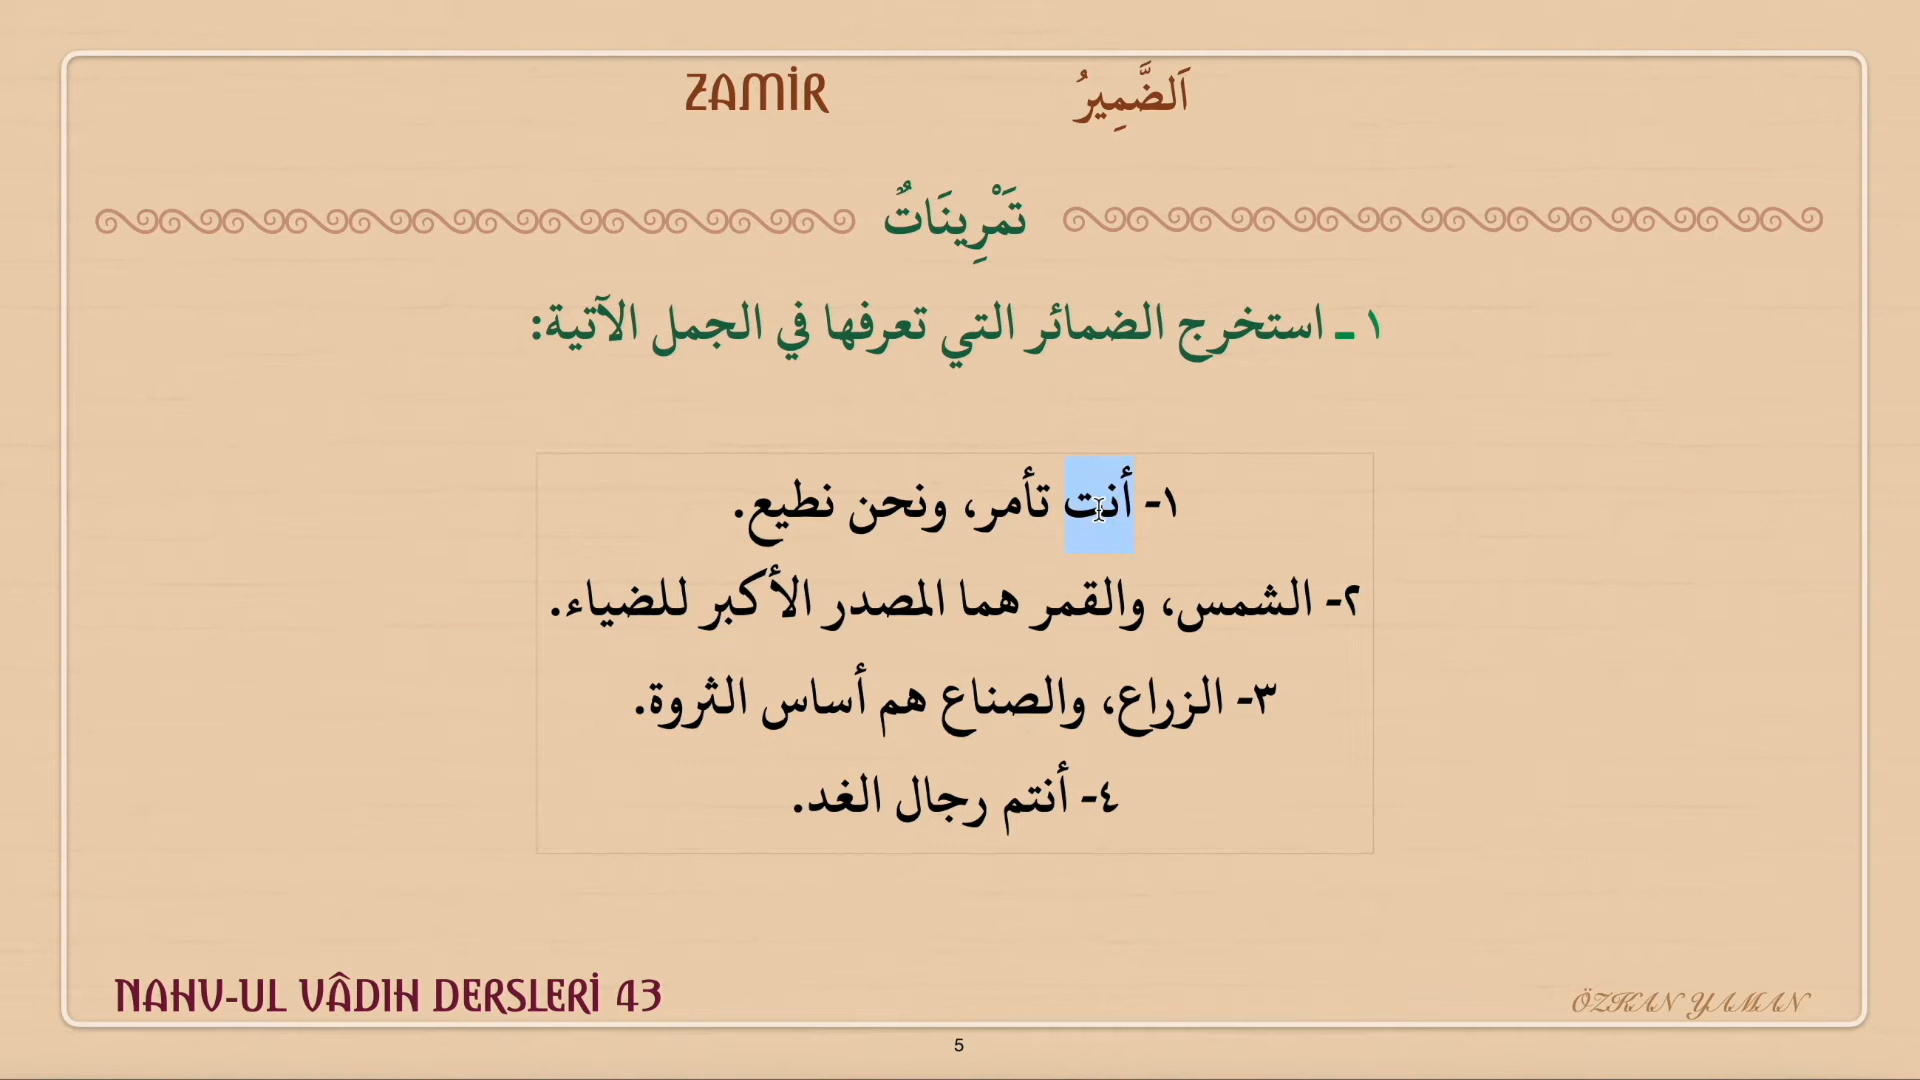 ZAMİR
اَلضَّمِيرُ
تَمْرِينَاتٌ
١ ـ استخرج الضمائر التي تعرفها في الجمل الآتية:
١- أنت تأمر، ونحن نطيع.
٢- الشمس، والقمر هما المصدر الأكبر للضياء.
٣- الزراع، والصناع هم أساس الثروة.
٤- أنتم رجال الغد.
NAHV-UL VÂDIH DERSLERİ 43
ÖZKAN YAMAN
5